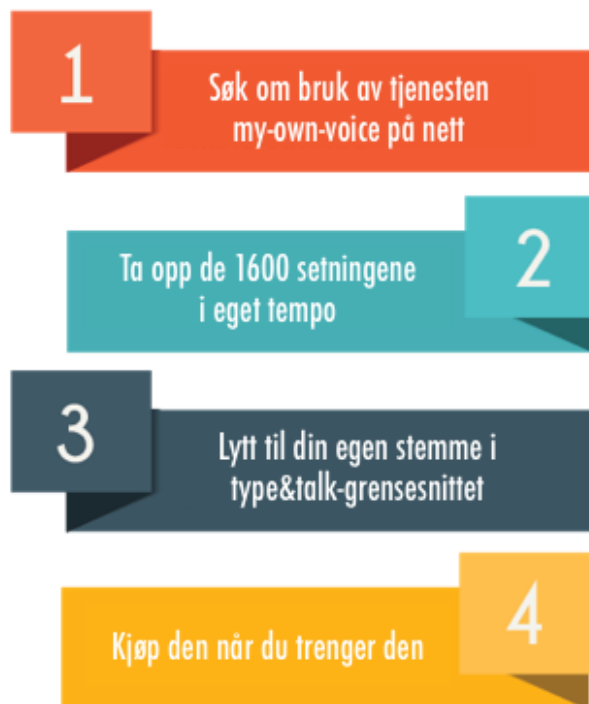 1
Søk om bruk av tjenesten
my-own-voice på nett
2
Ta opp de 1600 setningene
i eget tempo
3
Lytt til din egen stemme i
type&talk-grensesnittet
4
Kjøp den når du trenger den